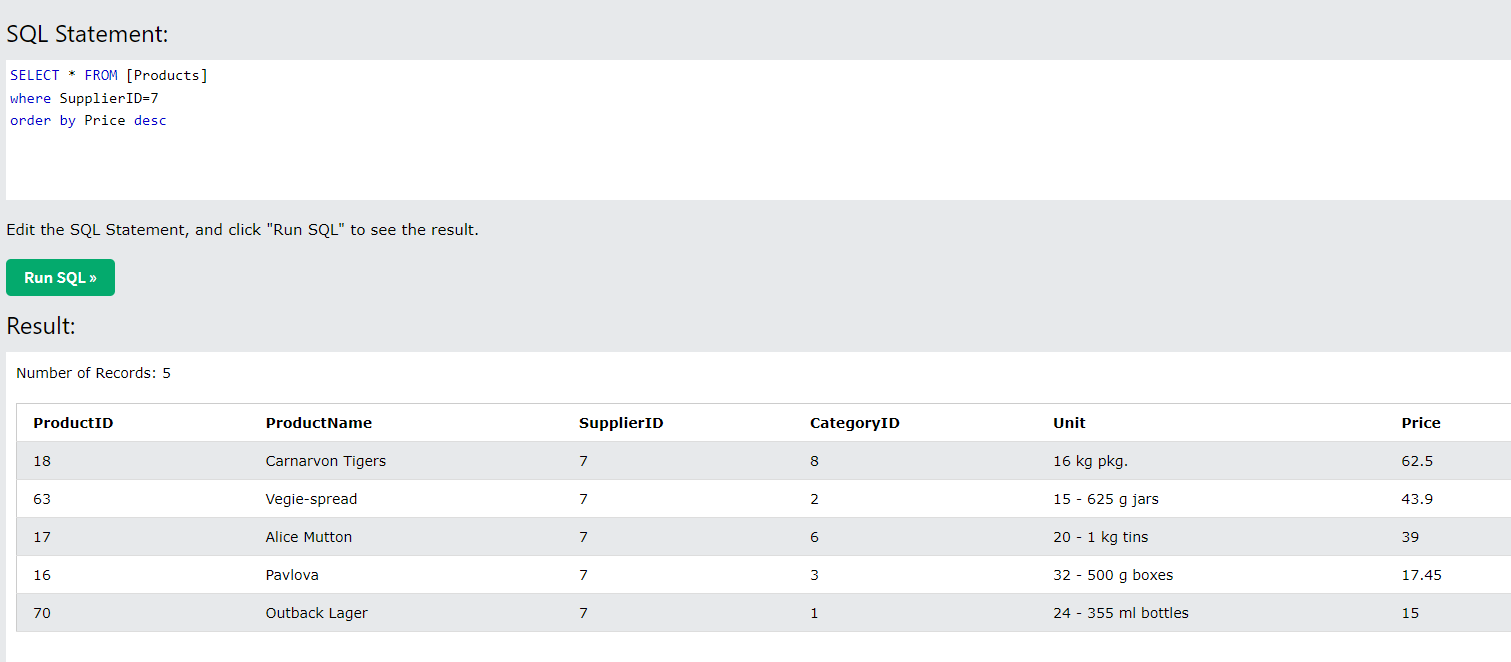 SQL Statement:
SELECT * FROM [Products]
where SupplierID=7
order by Price desc
Edit the SQL Statement, and click "Run SQL" to see the result.
Run SQL »
Result:
Number of Records: 5
ProductID ProductName SupplierID CategoryID Unit Price
18 Carnarvon Tigers 7 8 16 kg pkg. 62.5
63 Vegie-spread 7 2 15 - 625 g jars 43.9
17 Alice Mutton 7 6 20 - 1 kg tins 39
16 Pavlova 7 3 32 - 500 g boxes 17.45
70 Outback Lager 7 1 24 - 355 ml bottles 15